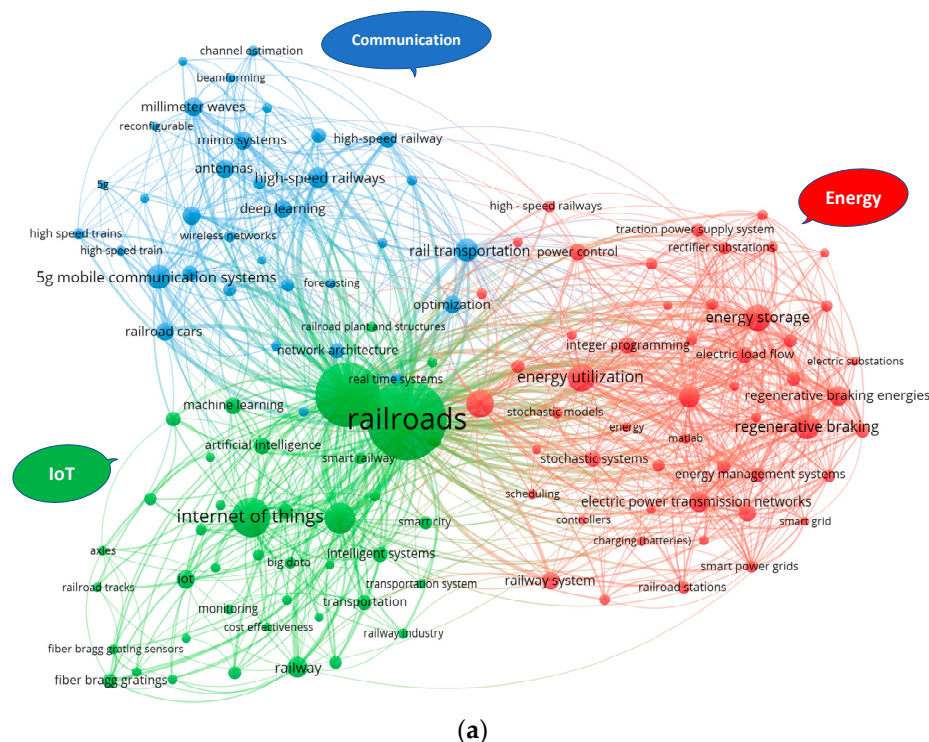 Communication
channel estimation
beamforming
millimeter waves
reconfigurable
mimo systems
high-speed railway
antennas
high-speed railways
5g
deep learning
high speed trains
wireless networks
high-speed train
5g mobile communication systems
forecasting
railroad cars
railroad plant and structures
network architecture
rail transportation
optimization
Energy
high - speed railways
traction power supply system
power control
rectifier substations
energy storage
integer programming
electric load flow
electric substations
energy utilization
regenerative braking energies
stochastic models
energy
matlab
regenerative braking
stochastic systems
energy management systems
scheduling
electric power transmission networks
controllers
smart grid
charging (batteries)
smart power grids
railway system
railroad stations
real time systems
railroads
machine learning
artificial intelligence
smart railway
IoT
internet of things
smart city
axles
big data
intelligent systems
railroad tracks
iot
transportation system
monitoring
transportation
cost effectiveness
railway industry
fiber bragg grating sensors
fiber bragg gratings
railway
(a)